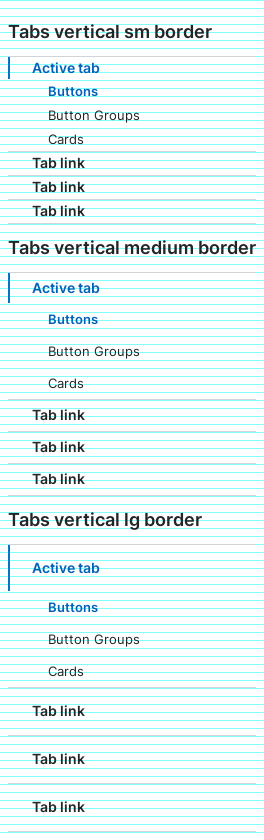 Tabs vertical sm border
Active tab
Buttons
Button Groups
Cards
Tab link
Tab link
Tab link
Tabs vertical medium border
Active tab
Buttons
Button Groups
Cards
Tab link
Tab link
Tab link
Tabs vertical lg border
Active tab
Buttons
Button Groups
Cards
Tab link
Tab link
Tab link